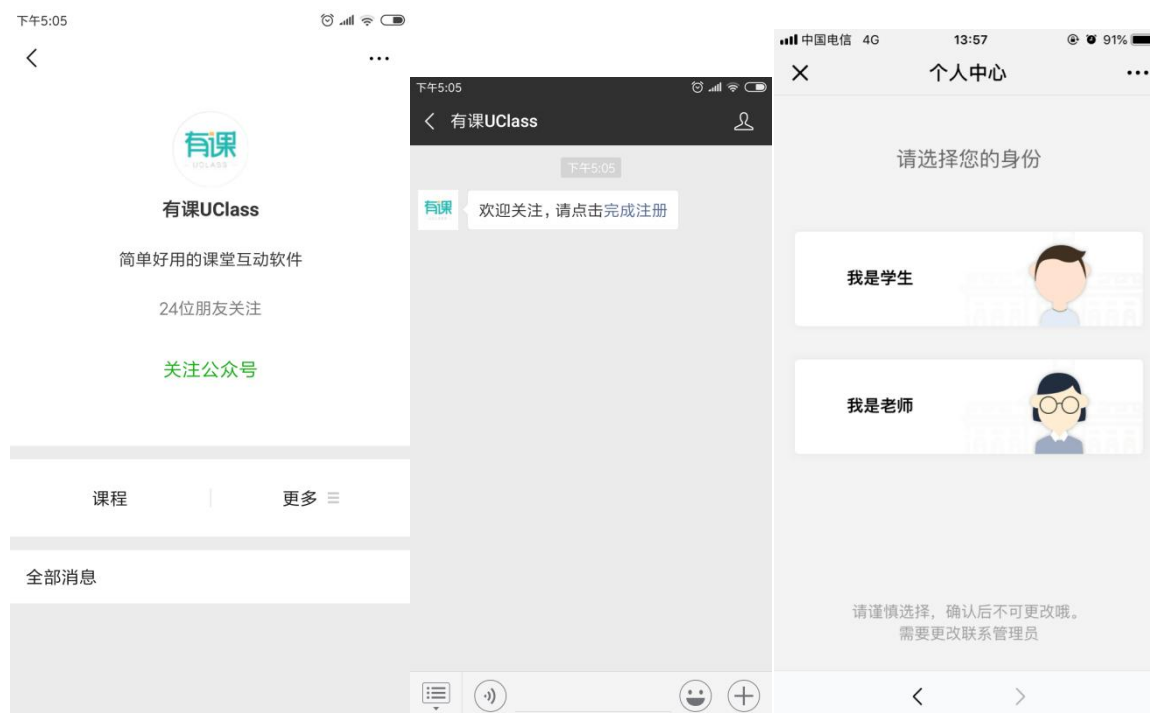 下午5:05
有课
UCLASS
有课UClass
简单好用的课堂互动软件
24位朋友关注
关注公众号
课程
更多
全部消息
下午5:05
有课UClass
下午5:05
有课
欢迎关注，请点击完成注册
中国电信 4G 13:57 91%
个人中心
请选择您的身份
我是学生
我是老师
请谨慎选择，确认后不可更改哦。
需要更改联系管理员